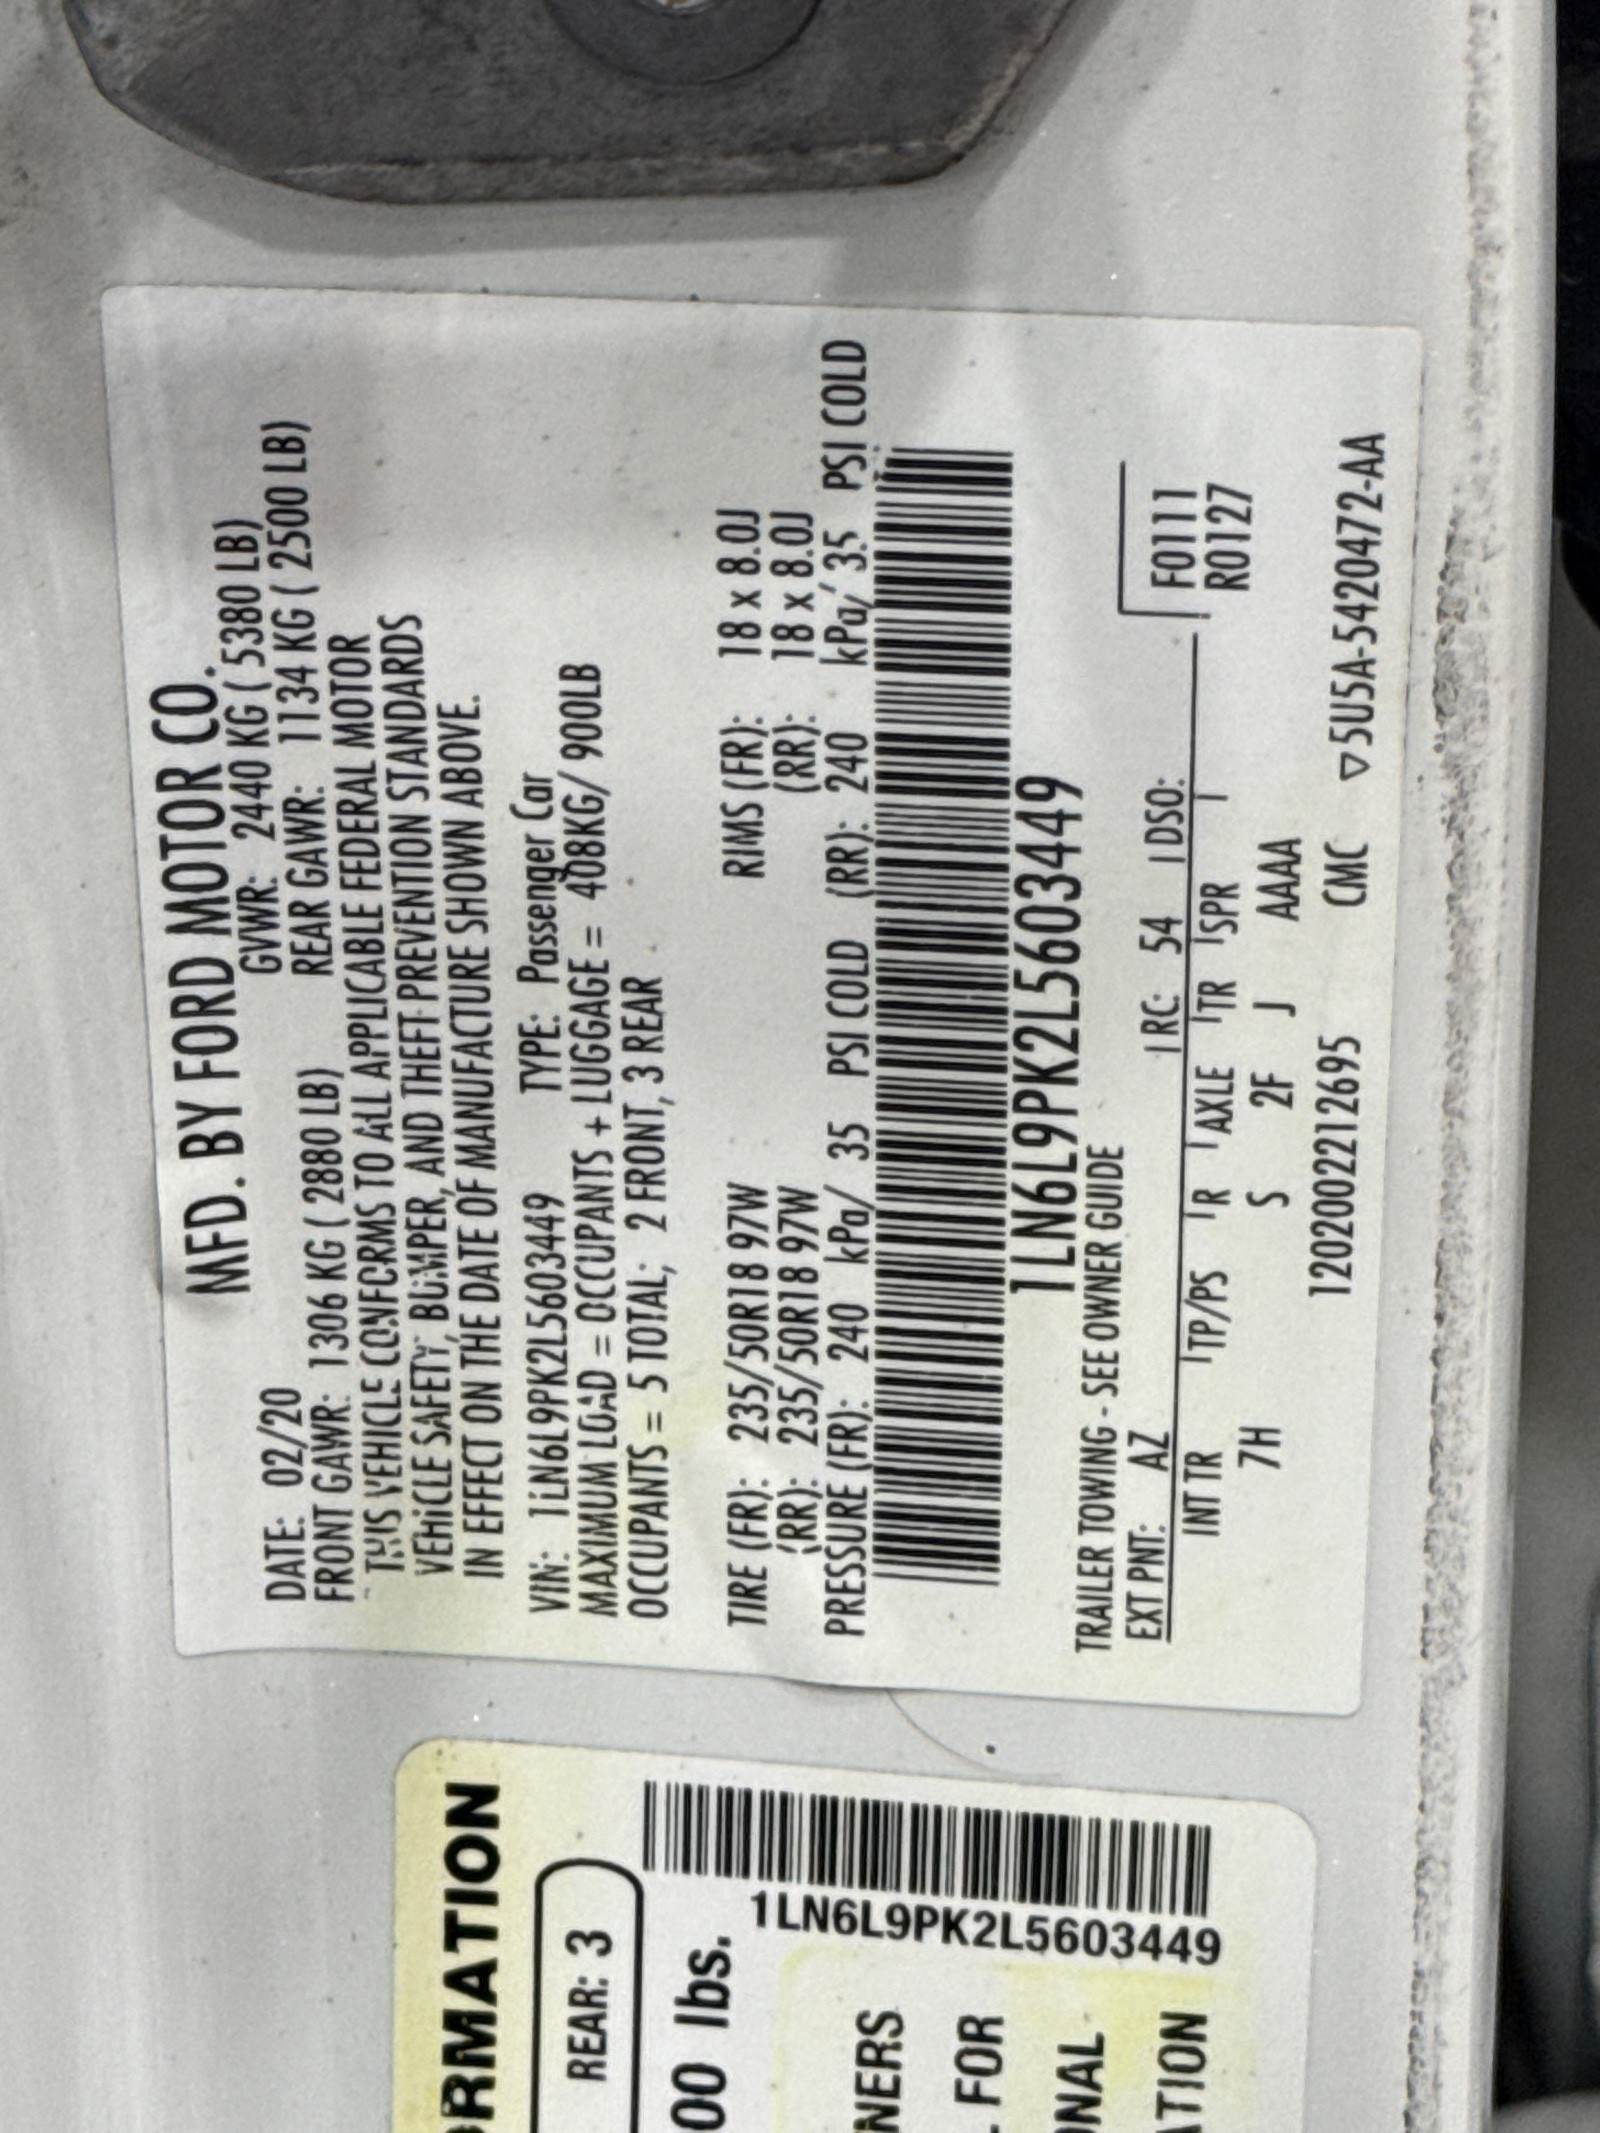 MFD. BY FORD MOTOR CO.
DATE: 02/20 GVWR: 2440 KG ( 5380 LB)
FRONT GAWR: 1306 KG ( 2880 LB) REAR GAWR: 1134 KG ( 2500 LB)
THIS VEHICLE CONFORMS TO ALL APPLICABLE FEDERAL MOTOR
VEHICLE SAFETY, BUMPER, AND THEFT PREVENTION STANDARDS
IN EFFECT ON THE DATE OF MANUFACTURE SHOWN ABOVE.
VIN: 1LN6L9PK2L5603449 TYPE: Passenger Car
MAXIMUM LOAD = OCCUPANTS + LUGGAGE = 408KG/ 900LB
OCCUPANTS = 5 TOTAL; 2 FRONT, 3 REAR
TIRE (FR): 235/50R18 97W RIMS (FR): 18 x 8.0J
(RR): 235/50R18 97W (RR): 18 x 8.0J
PRESSURE (FR): 240 kPa/ 35 PSI COLD (RR): 240 kPa/ 35 PSI COLD
1LN6L9PK2L5603449
TRAILER TOWING - SEE OWNER GUIDE
EXT PNT: AZ RC: 54 DSO:
INT TR TP/PS R AXLE TR SPR F0111
7H S 2F J AAAA R0127
1202002212695 CMC ▽5U5A-5420472-AA
ORMATION
REAR: 3
00 lbs.
1LN6L9PK2L5603449
NERS
L FOR
ONAL
ATION